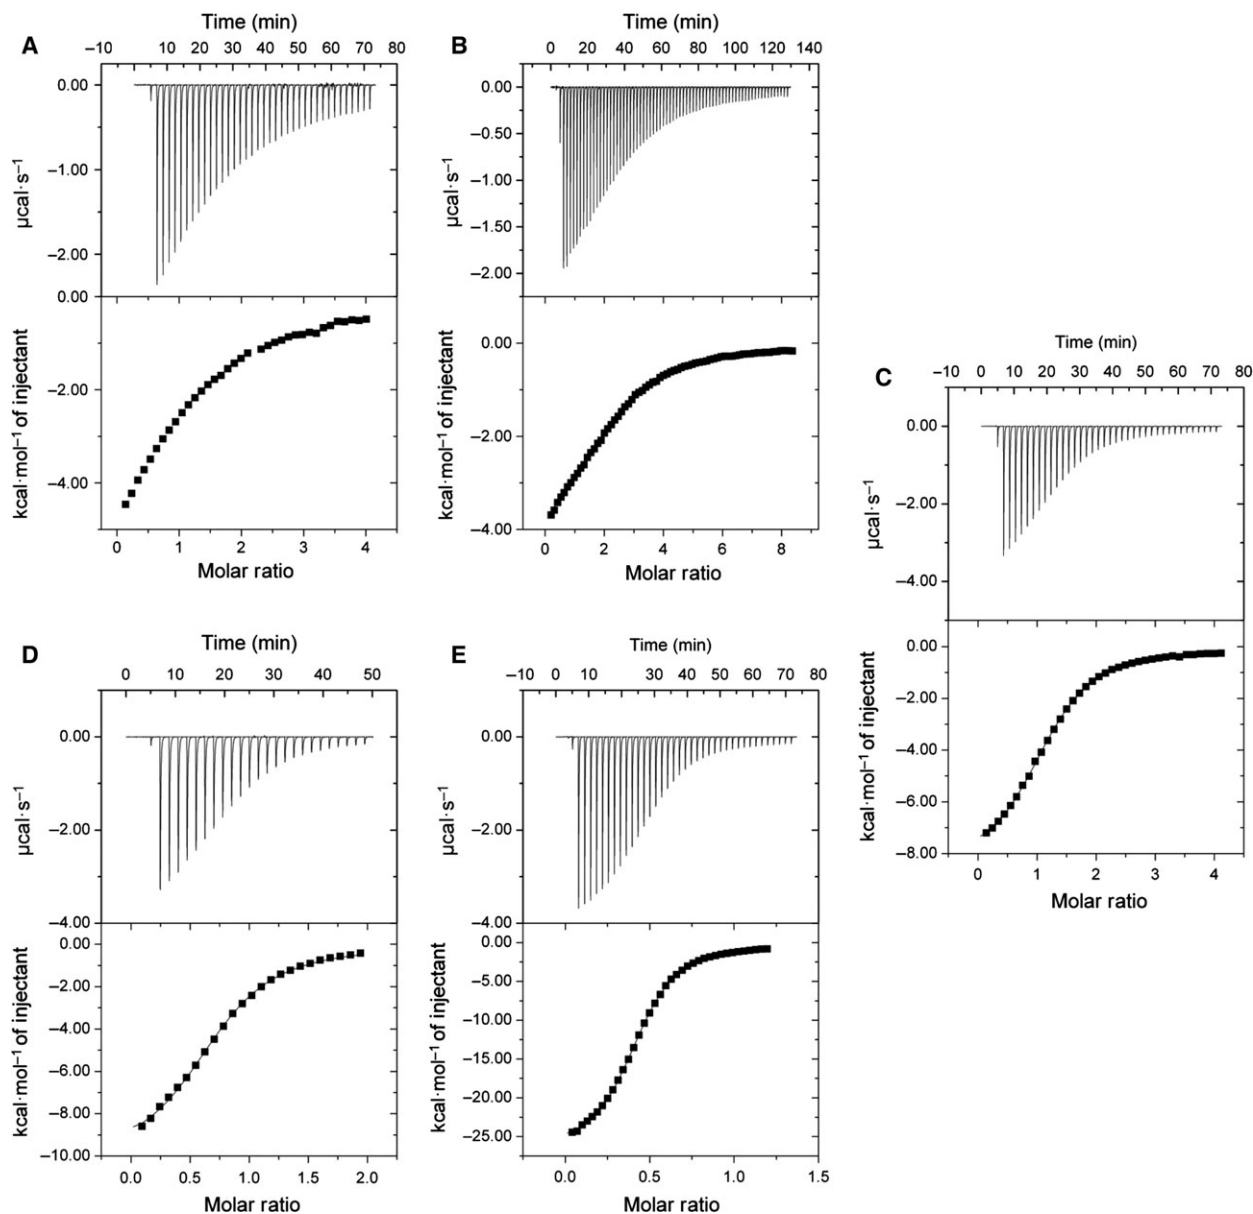 A
Time (min)
–10 10 20 30 40 50 60 70 80
0.00
–1.00
–2.00
µcal·s–1
0.00
–2.00
–4.00
kcal·mol–1 of injectant
0 1 2 3 4
Molar ratio
B
Time (min)
0 20 40 60 80 100 120 140
0.00
–0.50
–1.00
–1.50
–2.00
µcal·s–1
0.00
–2.00
–4.00
kcal·mol–1 of injectant
0 2 4 6 8
Molar ratio
C
Time (min)
–10 0 10 20 30 40 50 60 70 80
0.00
–2.00
–4.00
µcal·s–1
0.00
–2.00
–4.00
–6.00
–8.00
kcal·mol–1 of injectant
0 1 2 3 4
Molar ratio
D
Time (min)
0 10 20 30 40 50
0.00
–2.00
–4.00
µcal·s–1
0.00
–2.00
–4.00
–6.00
–8.00
–10.00
kcal·mol–1 of injectant
0.0 0.5 1.0 1.5 2.0
Molar ratio
E
Time (min)
–10 0 10 20 30 40 50 60 70 80
0.00
–2.00
–4.00
µcal·s–1
0.00
–5.00
–10.00
–15.00
–20.00
–25.00
kcal·mol–1 of injectant
0.0 0.5 1.0 1.5
Molar ratio